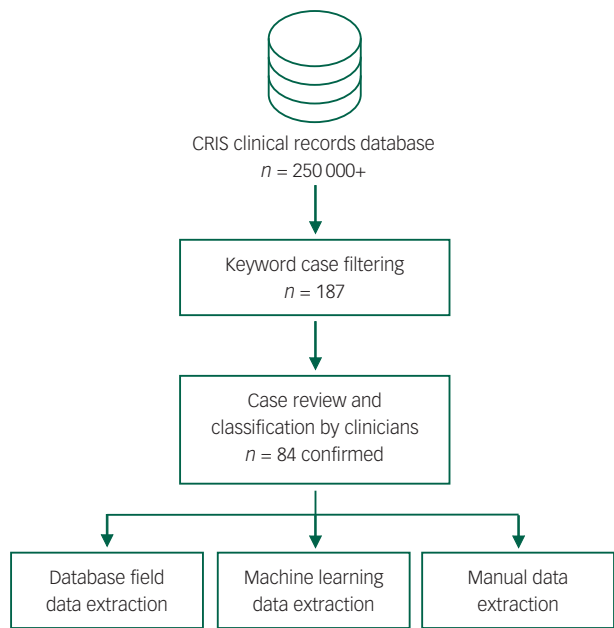 CRIS clinical records database
n = 250 000+
Keyword case filtering
n = 187
Case review and
classification by clinicians
n = 84 confirmed
Database field
data extraction
Machine learning
data extraction
Manual data
extraction